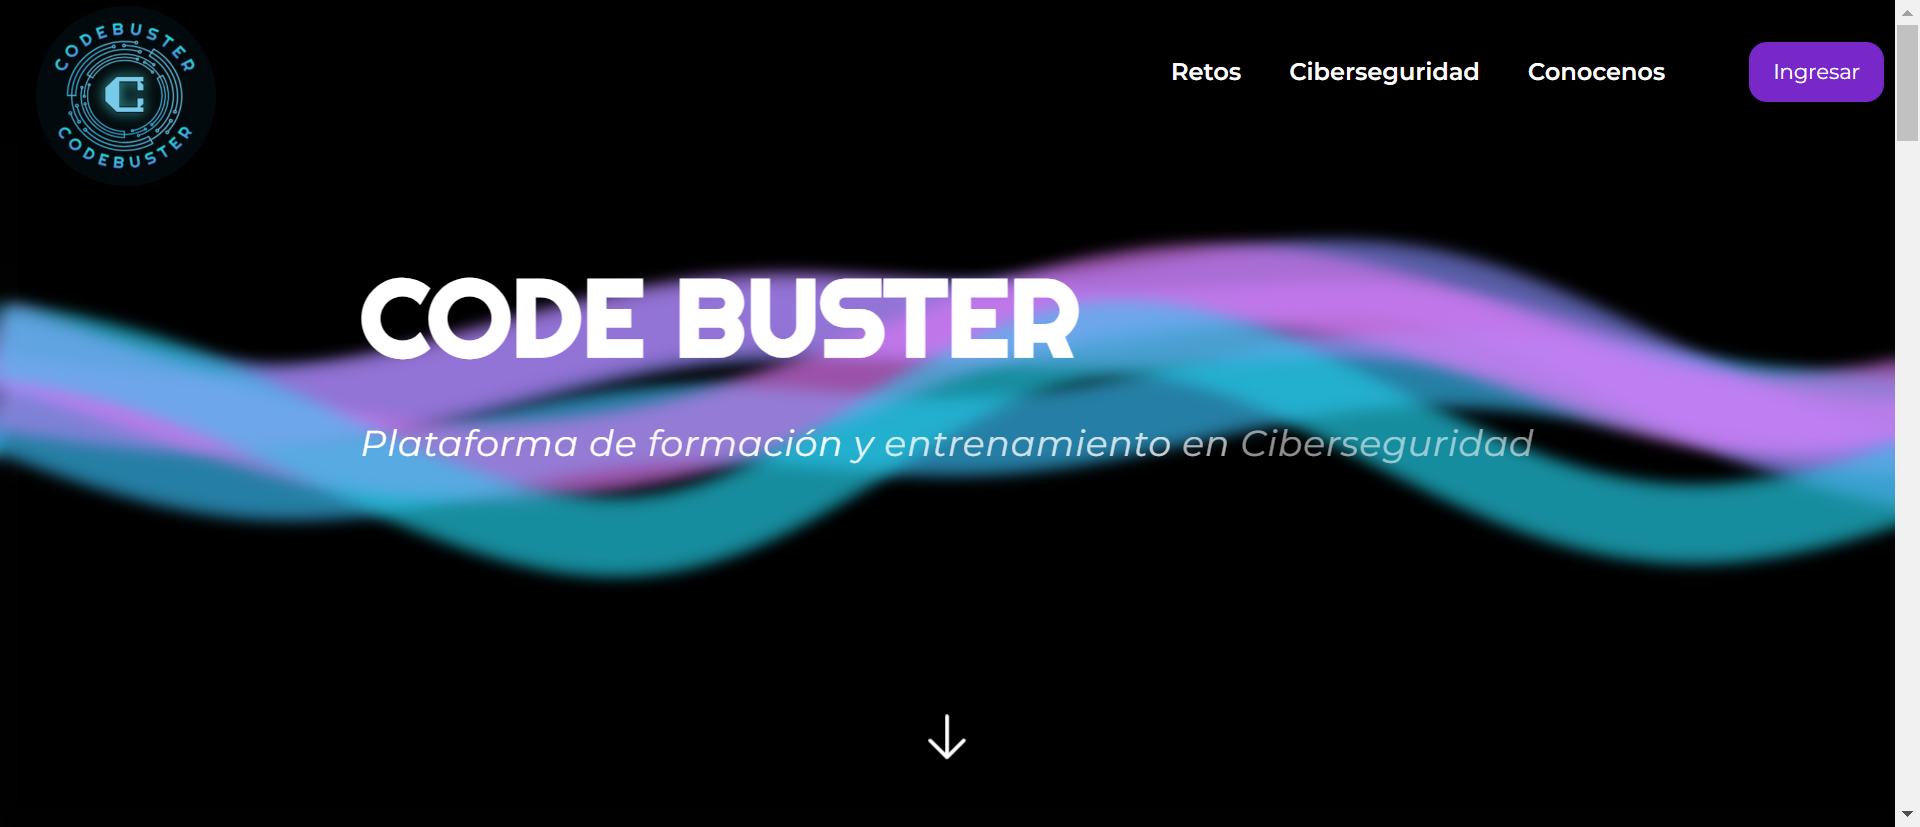 CODEBUSTER
C
CODEBUSTER
Retos Ciberseguridad Conocenos Ingresar
CODE BUSTER
Plataforma de formación y entrenamiento en Ciberseguridad